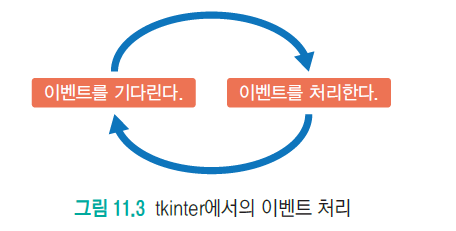 이벤트를 기다린다. 이벤트를 처리한다.
그림 11.3 tkinter에서의 이벤트 처리